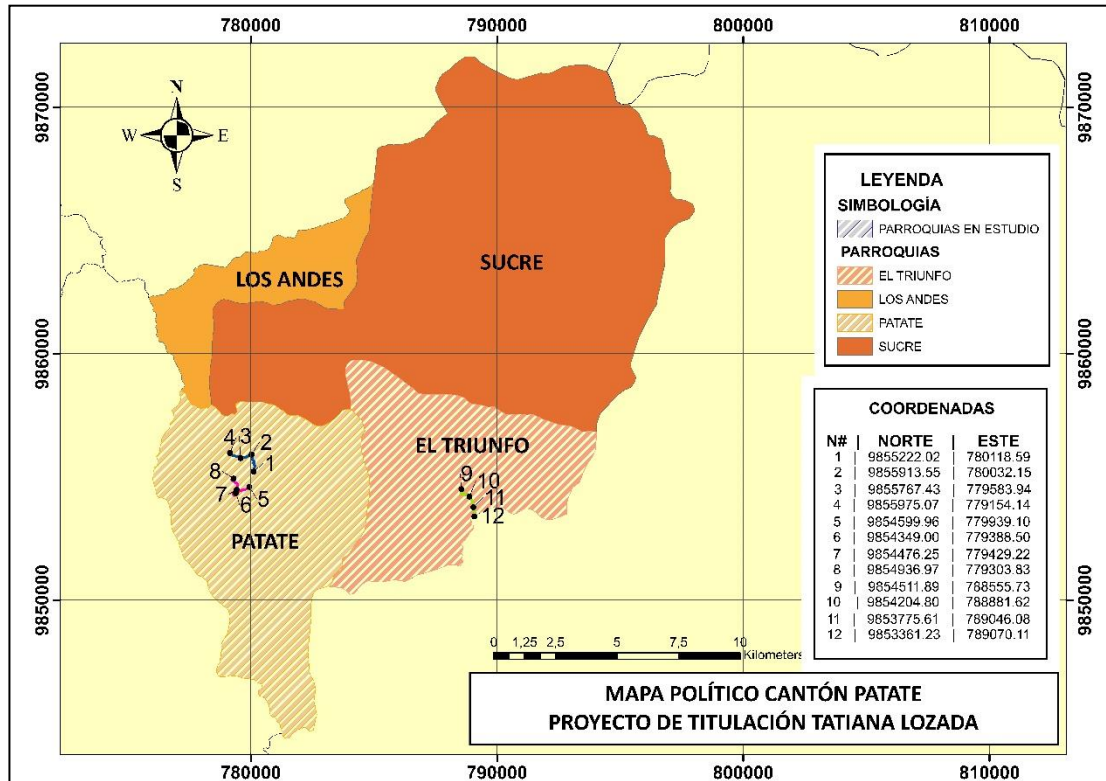 780000 790000 800000 810000
9870000 9870000
9860000 9860000
9850000 9850000
N
W E
S
LEYENDA
SIMBOLOGÍA
PARROQUIAS EN ESTUDIO
PARROQUIAS
EL TRIUNFO
LOS ANDES
PATATE
SUCRE
LOS ANDES
SUCRE
EL TRIUNFO
PATATE
4 3 2
1
8
7 6 5
9 10
11
12
COORDENADAS
N# | NORTE | ESTE
1 | 9855222.02 | 780118.59
2 | 9855913.55 | 780032.15
3 | 9855767.43 | 779583.94
4 | 9855975.07 | 779154.14
5 | 9854599.96 | 779939.10
6 | 9854349.00 | 779388.50
7 | 9854476.25 | 779429.22
8 | 9854936.97 | 779303.83
9 | 9854511.89 | 788555.73
10 | 9854204.80 | 788881.62
11 | 9853775.61 | 789046.08
12 | 9853361.23 | 789070.11
0 1,25 2,5 5 7,5 10
Kilometers
MAPA POLÍTICO CANTÓN PATATE
PROYECTO DE TITULACIÓN TATIANA LOZADA
780000 790000 800000 810000